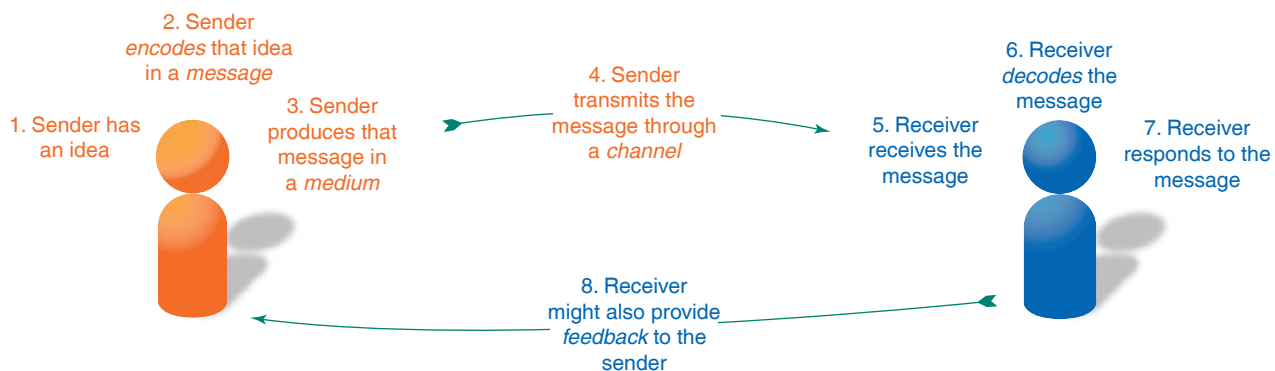 1. Sender has
an idea
2. Sender
encodes that idea
in a message
3. Sender
produces that
message in
a medium
4. Sender
transmits the
message through
a channel
5. Receiver
receives the
message
6. Receiver
decodes the
message
7. Receiver
responds to the
message
8. Receiver
might also provide
feedback to the
sender